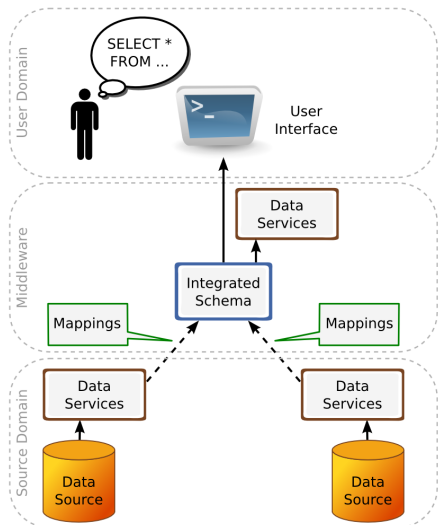 User Domain
SELECT *
FROM ...
>_
User
Interface
Middleware
Data
Services
Integrated
Schema
Mappings
Mappings
Source Domain
Data
Services
Data
Services
Data
Source
Data
Source